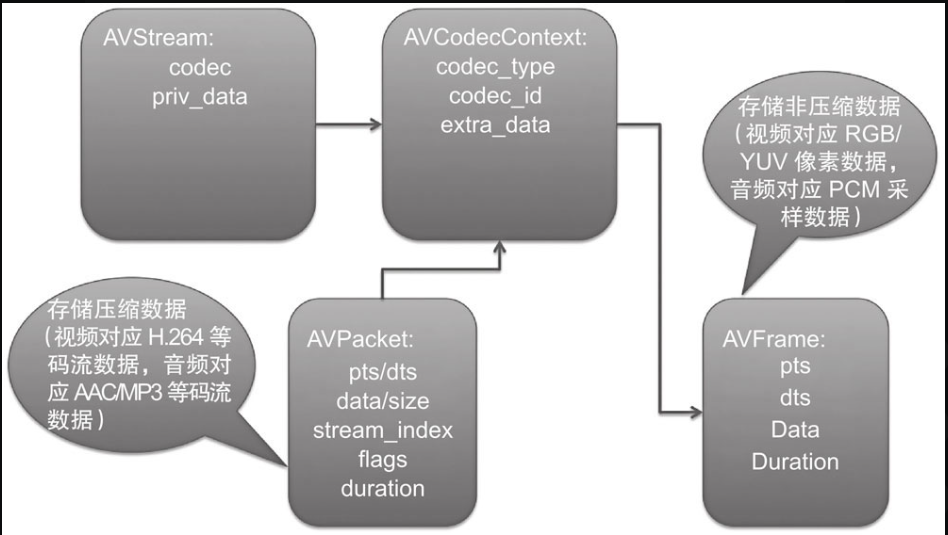 AVStream:
codec
priv_data
AVCodecContext:
codec_type
codec_id
extra_data
存储非压缩数据
（视频对应 RGB/
YUV 像素数据，
音频对应 PCM 采
样数据）
存储压缩数据
（视频对应 H.264 等
码流数据，音频对
应 AAC/MP3 等码流
数据）
AVPacket:
pts/dts
data/size
stream_index
flags
duration
AVFrame:
pts
dts
Data
Duration